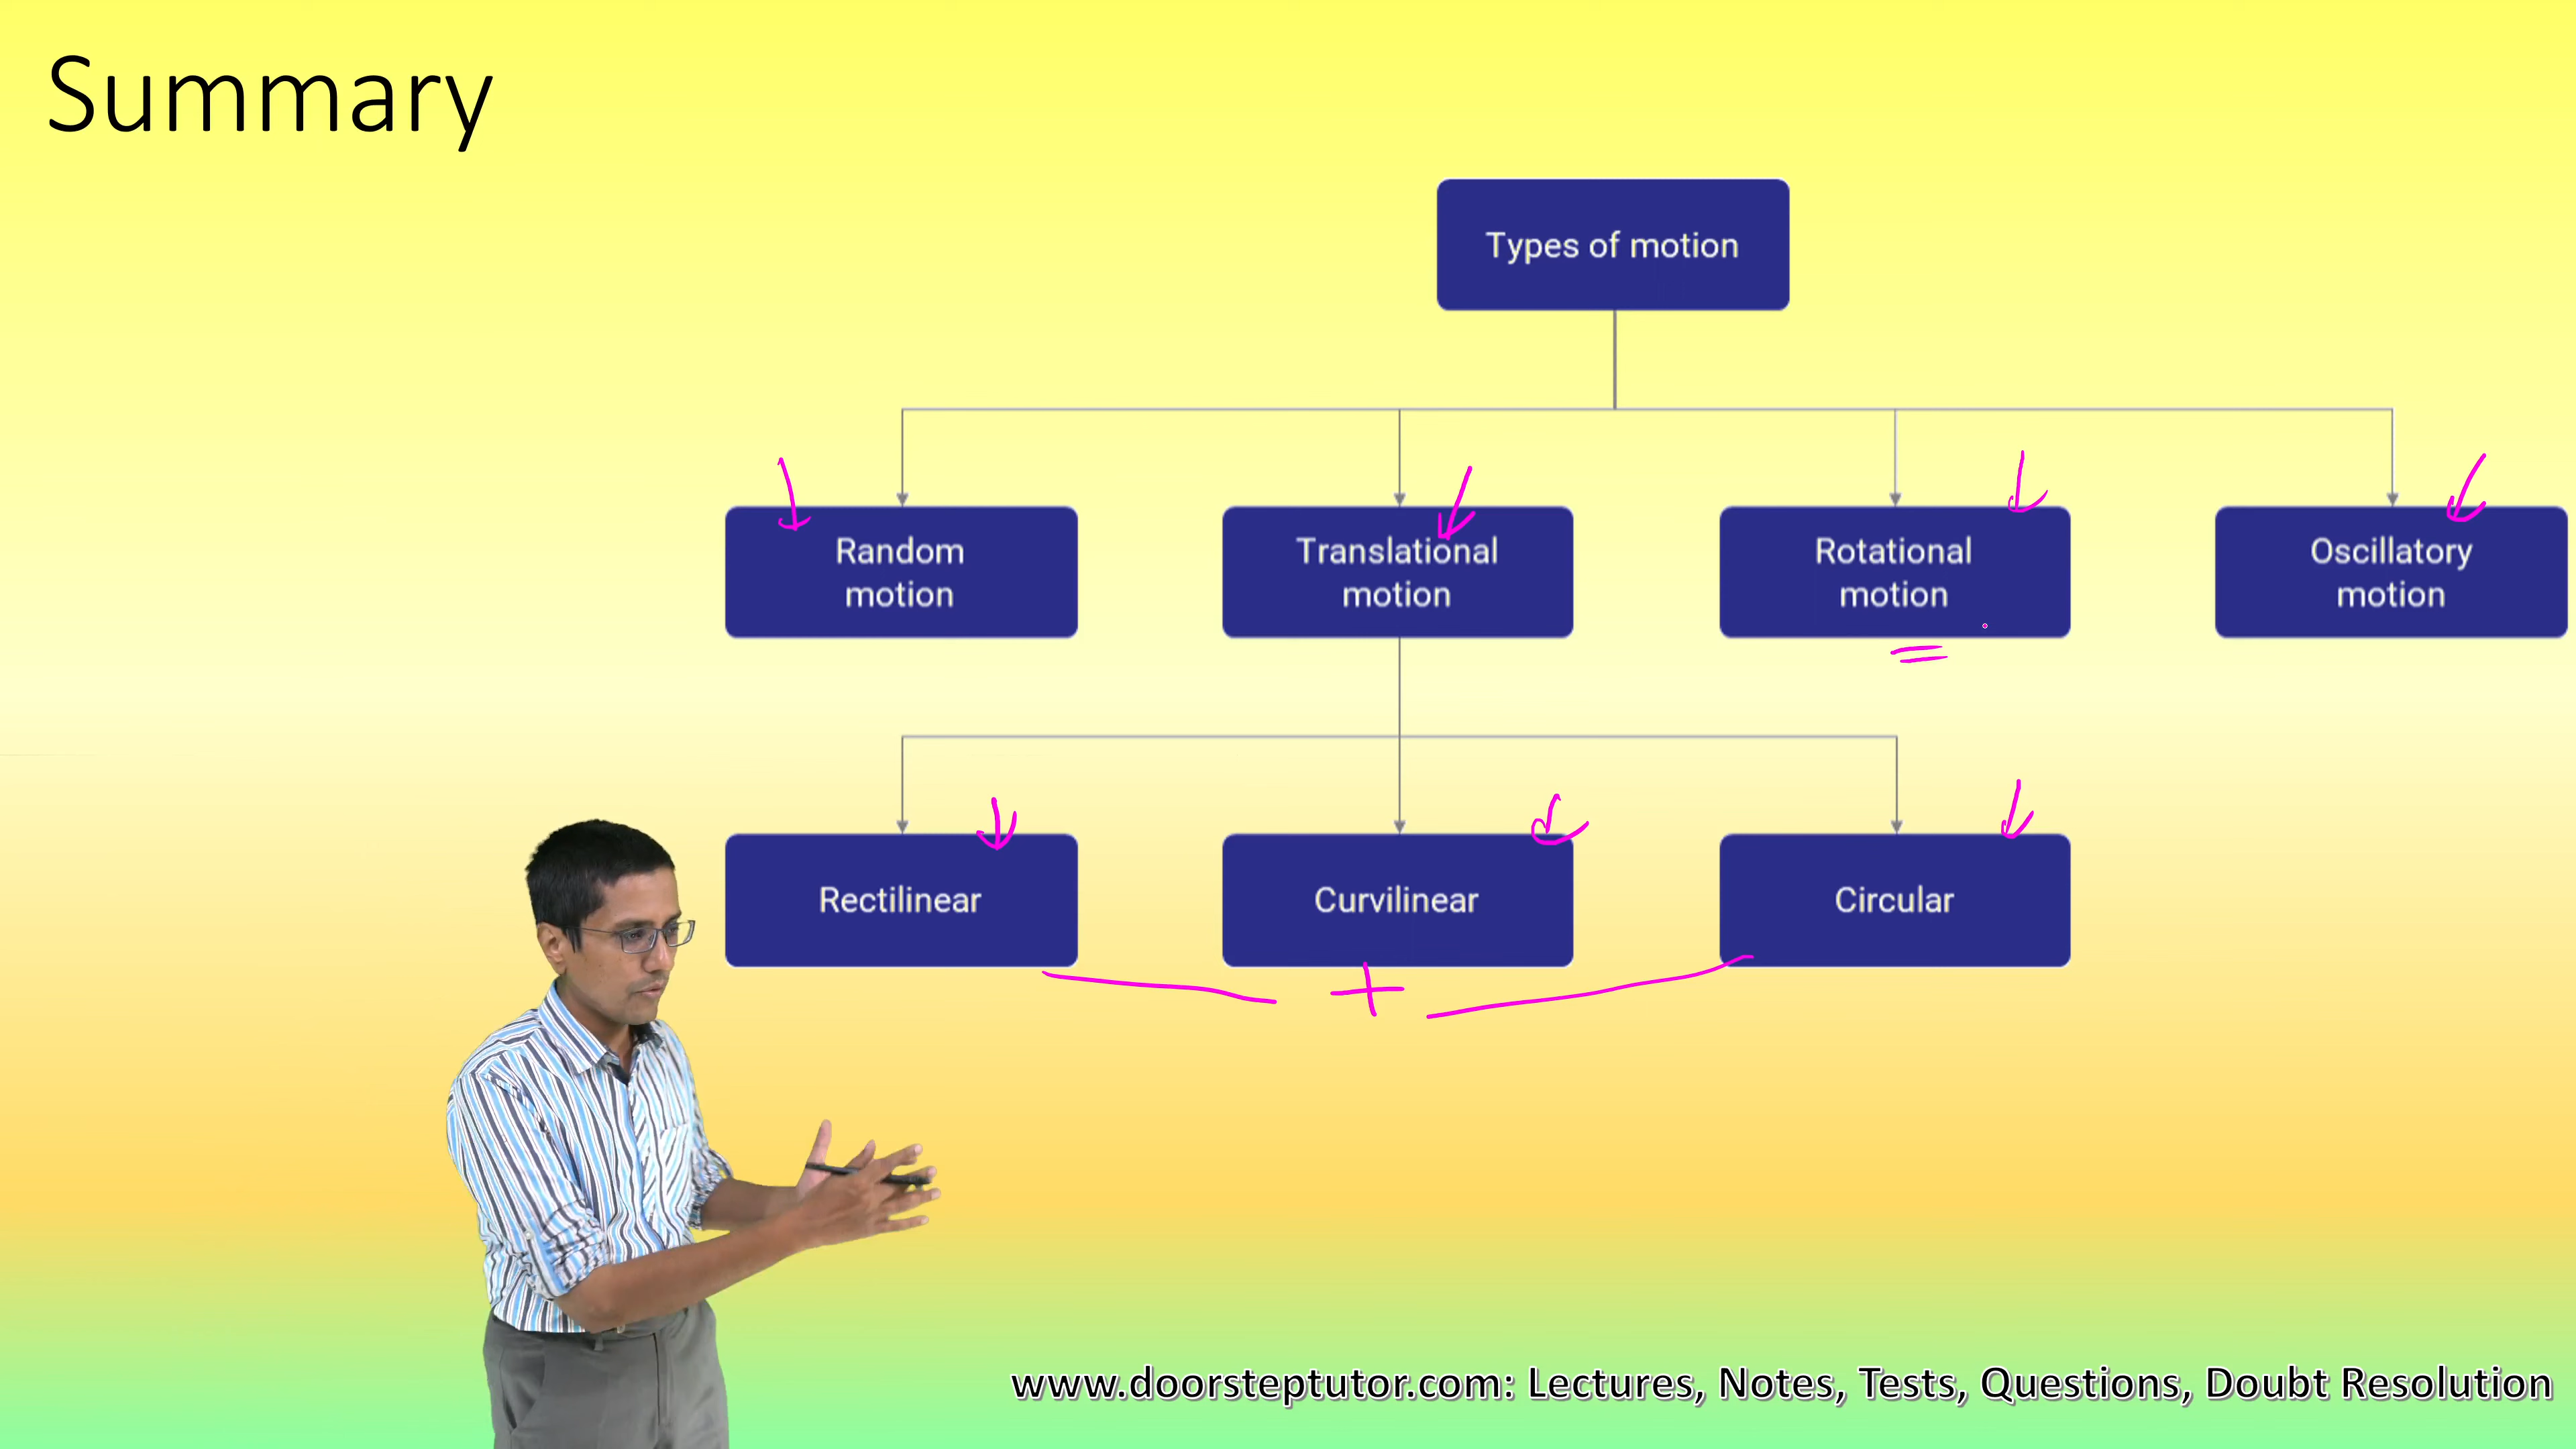 Summary
Types of motion
Random
motion
Translational
motion
Rotational
motion
Oscillatory
motion
Rectilinear
Curvilinear
Circular
+
www.doorsteptutor.com: Lectures, Notes, Tests, Questions, Doubt Resolution